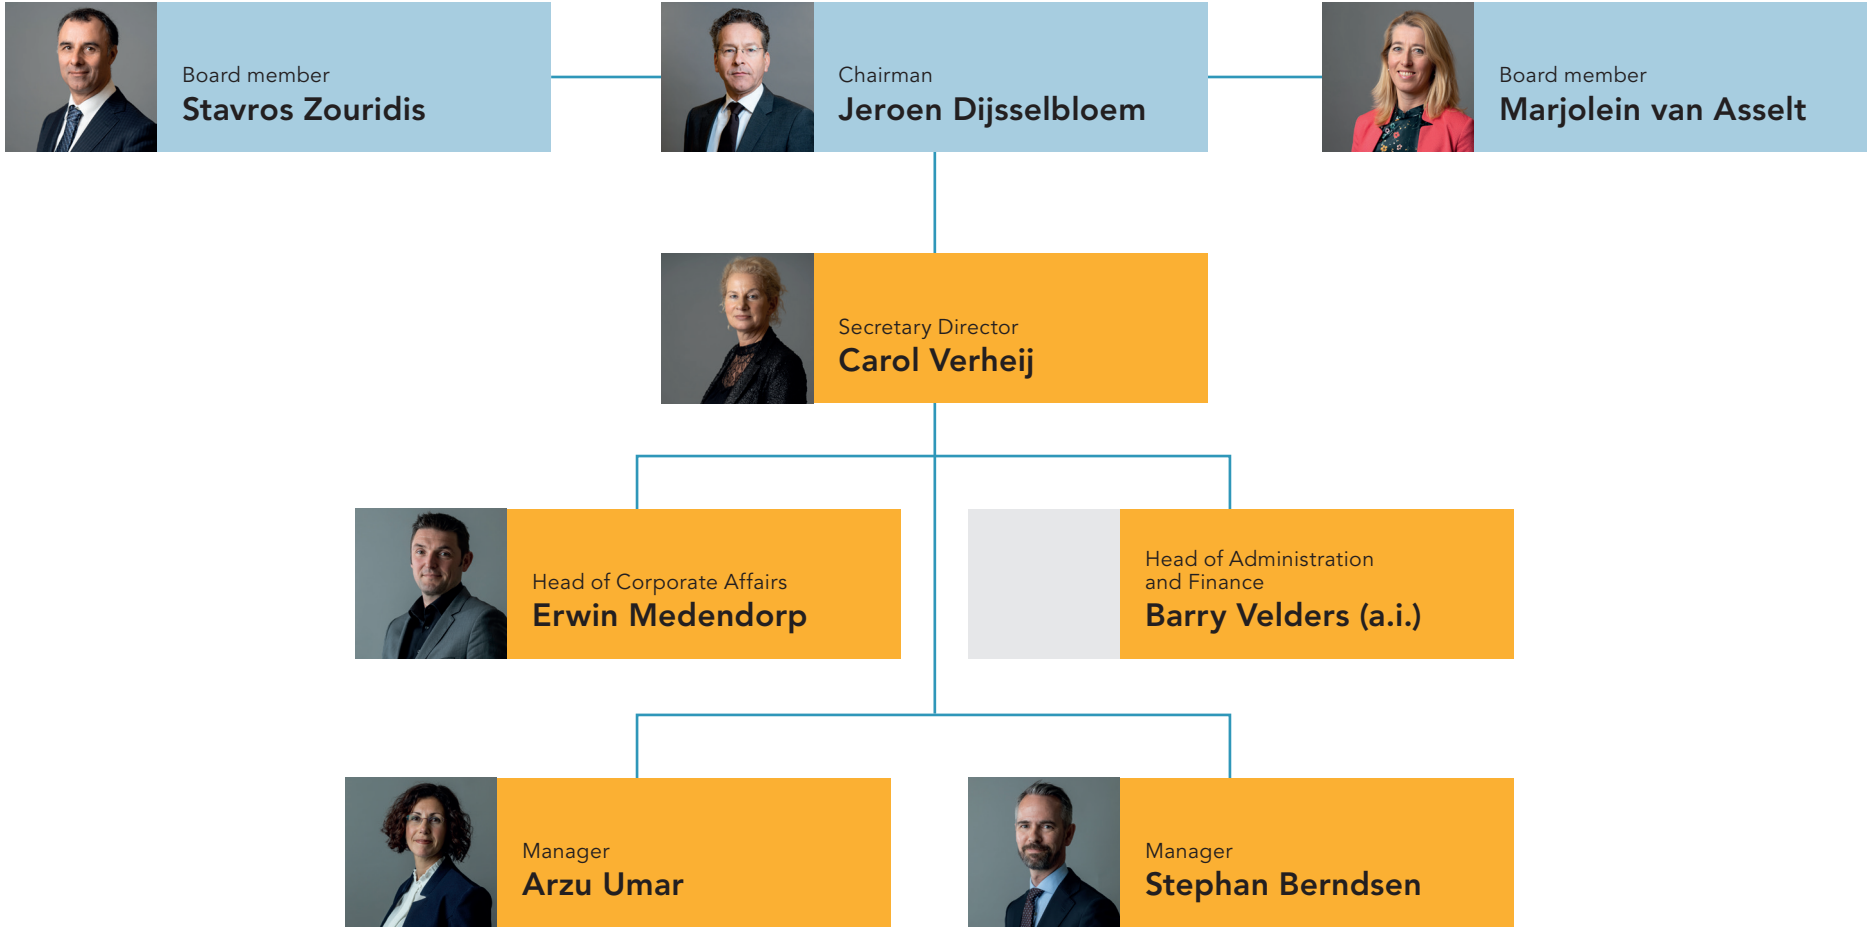 Board member
Stavros Zouridis
Chairman
Jeroen Dijsselbloem
Board member
Marjolein van Asselt
Secretary Director
Carol Verheij
Head of Corporate Affairs
Erwin Medendorp
Head of Administration
and Finance
Barry Velders (a.i.)
Manager
Arzu Umar
Manager
Stephan Berndsen